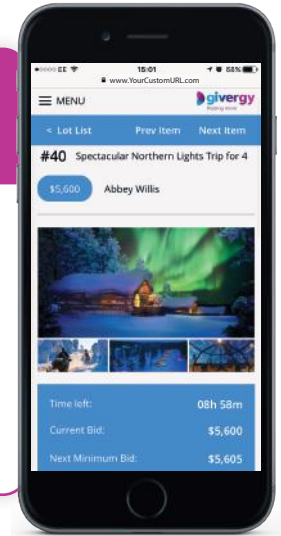 EE 15:01 58%
www.YourCustomURL.com
MENU givergy
< Lot List Prev Item Next Item
#40 Spectacular Northern Lights Trip for 4
$5,600 Abbey Willis
Time left: 08h 58m
Current Bid: $5,600
Next Minimum Bid: $5,605